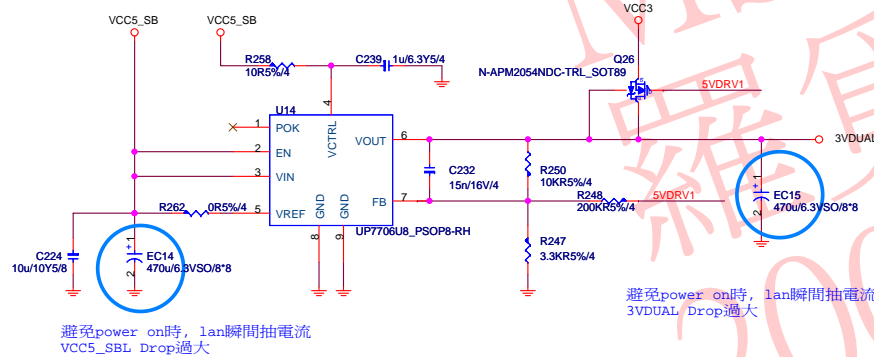 VCC5_SB
VCC5_SB
VCC3
R258
10R5%/4
C239
1u/6.3Y5/4
Q26
N-APM2054NDC-TRL_SOT89
5VDRV1
U14
4
1
POK
VCTRL
VOUT
6
3VDUAL
2
EN
3
VIN
C232
15n/16V/4
R250
10KR5%/4
R262
0R5%/4
5
VREF
GND
GND
FB
7
R248
200KR5%/4
5VDRV1
1
EC15
470u/6.3VSO/8*8
2
8
9
UP7706U8_PSOP8-RH
R247
3.3KR5%/4
C224
10u/10Y5/8
1
EC14
470u/6.3VSO/8*8
2
避免power on時, lan瞬間抽電流
VCC5_SBL Drop過大
避免power on時, lan瞬間抽電流
3VDUAL Drop過大